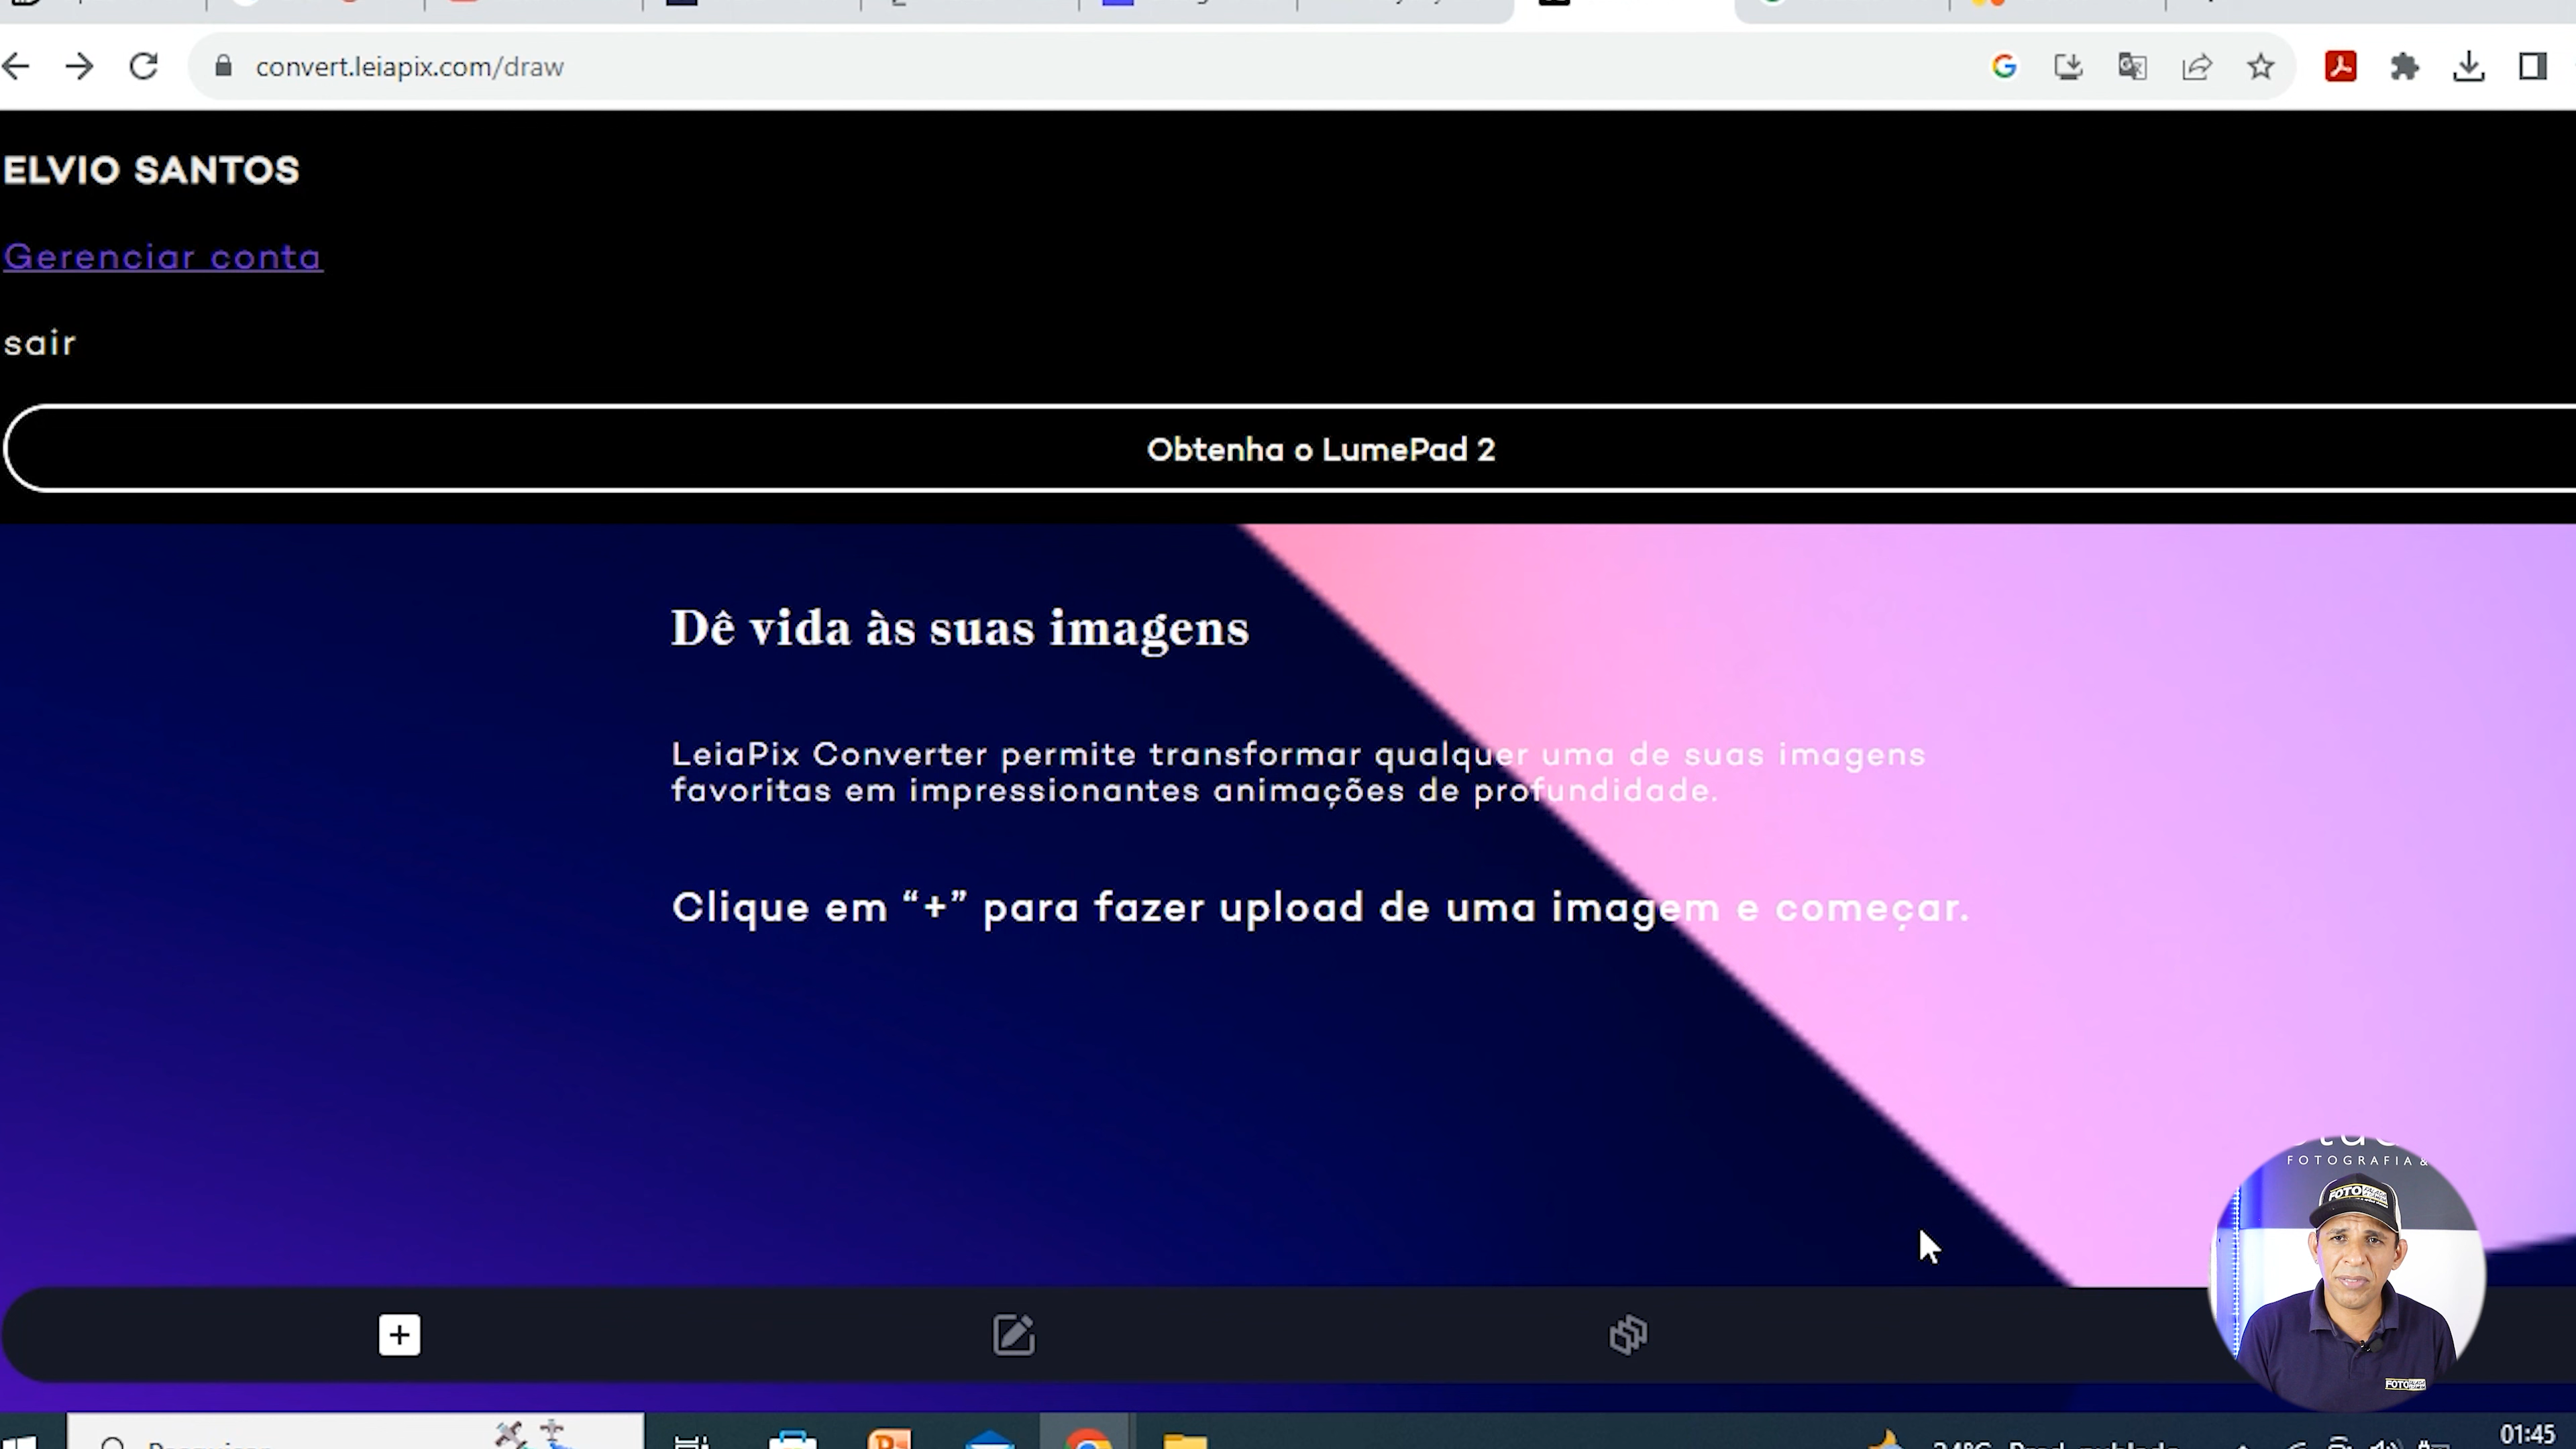 convert.leiapix.com/draw
ELVIO SANTOS
Gerenciar conta
sair
Obtenha o LumePad 2
Dê vida às suas imagens
LeiaPix Converter permite transformar qualquer uma de suas imagens
favoritas em impressionantes animações de profundidade.
Clique em “+” para fazer upload de uma imagem e começar.
FOTOGRAFIA &
FOTO
FOTO
01:45